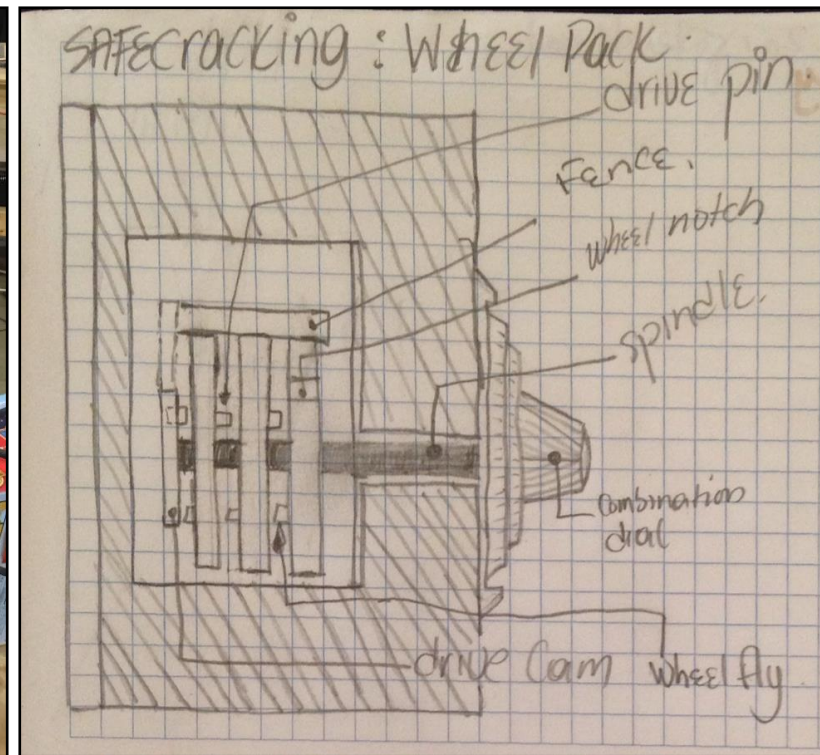 SAFEcracking: WHEEl Pack.
drivE pin.
FEncE.
whEEl notch
spindlE.
combination
dial
drivE Cam
WhEEl fly